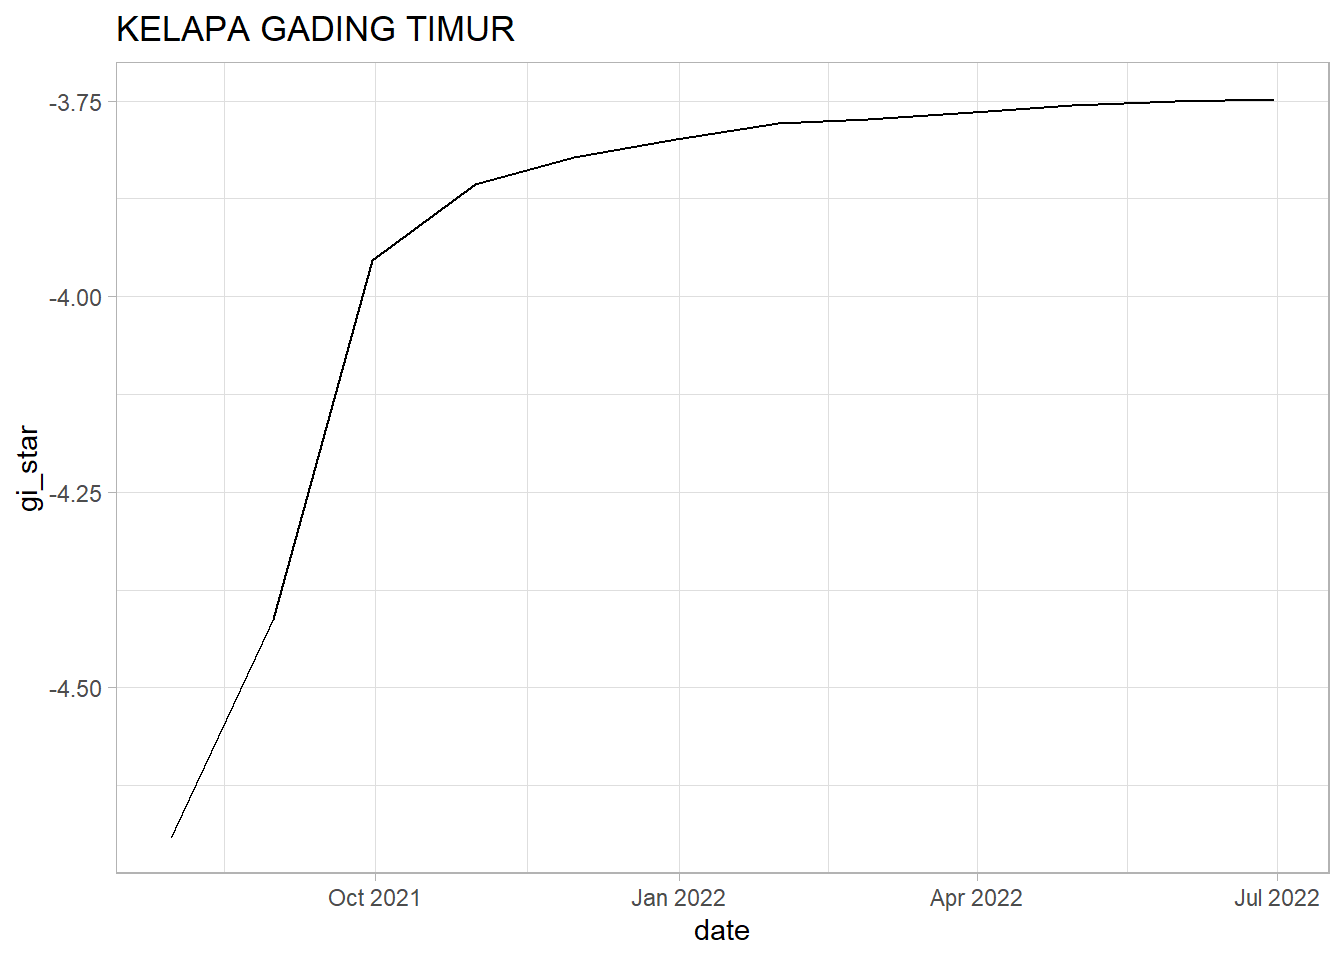 KELAPA GADING TIMUR
-3.75
-4.00
-4.25
-4.50
gi_star
Oct 2021
Jan 2022
Apr 2022
Jul 2022
date